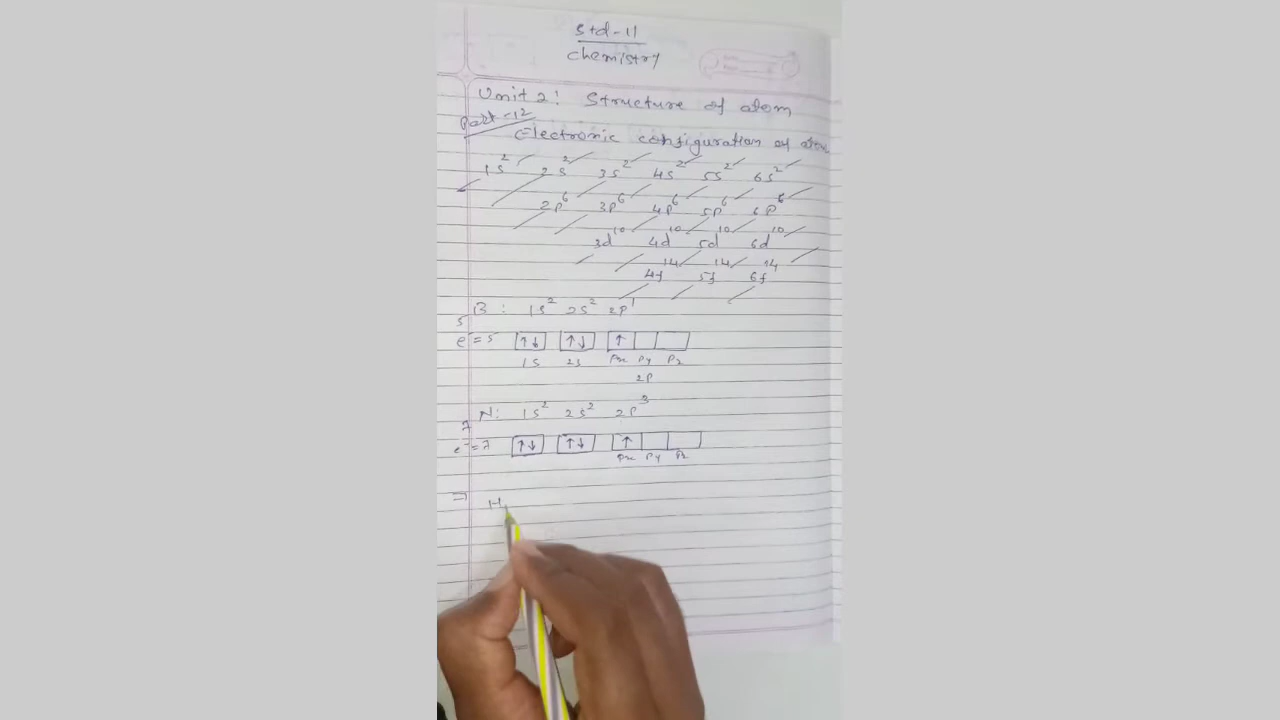 Std-11
chemistry
Unit 2: Structure of atom
Part-12
Electronic configuration of atom
1s² 2s² 3s² 4s² 5s² 6s²
2p⁶ 3p⁶ 4p⁶ 5p⁶ 6p⁶
3d¹⁰ 4d¹⁰ 5d¹⁰ 6d¹⁰
4f¹⁴ 5f¹⁴ 6f¹⁴
₅B: 1s² 2s² 2p¹
e⁻=5 ↑↓ ↑↓ ↑
1s 2s Px Py Pz
2P
₇N: 1s² 2s² 2p³
e⁻=7 ↑↓ ↑↓ ↑
Px Py Pz